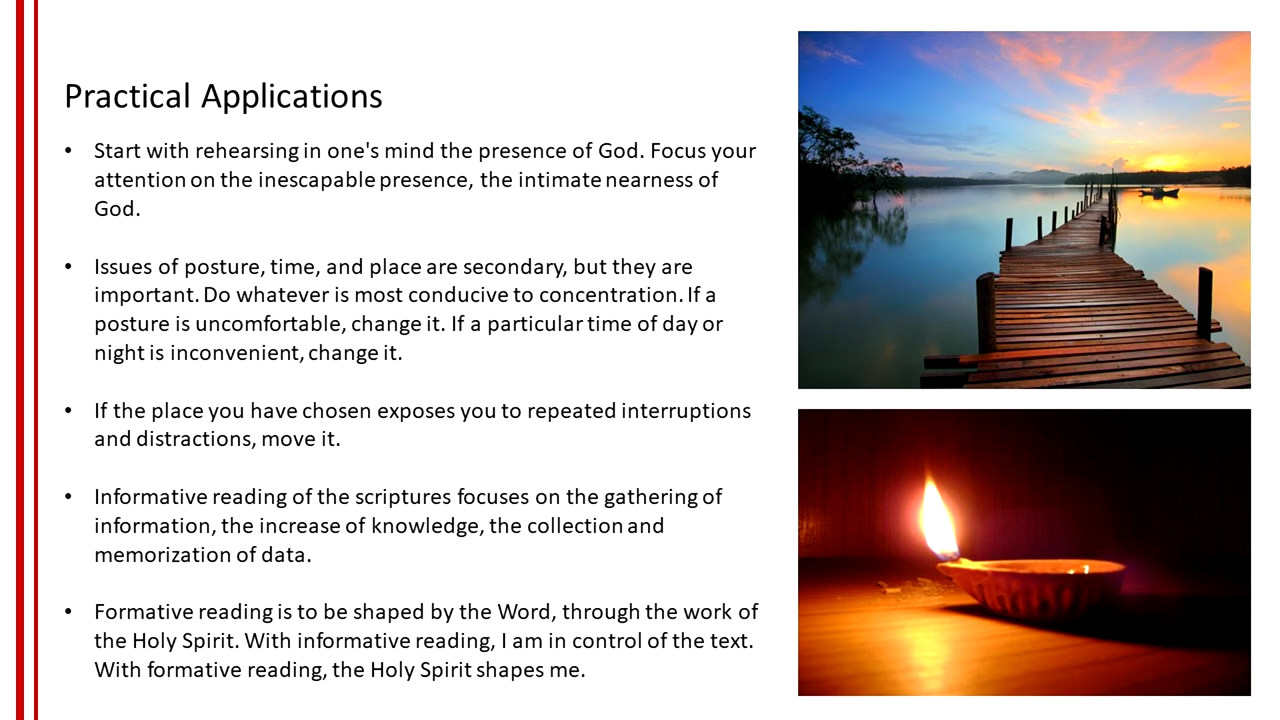 Practical Applications
• Start with rehearsing in one's mind the presence of God. Focus your
attention on the inescapable presence, the intimate nearness of
God.
• Issues of posture, time, and place are secondary, but they are
important. Do whatever is most conducive to concentration. If a
posture is uncomfortable, change it. If a particular time of day or
night is inconvenient, change it.
• If the place you have chosen exposes you to repeated interruptions
and distractions, move it.
• Informative reading of the scriptures focuses on the gathering of
information, the increase of knowledge, the collection and
memorization of data.
• Formative reading is to be shaped by the Word, through the work of
the Holy Spirit. With informative reading, I am in control of the text.
With formative reading, the Holy Spirit shapes me.